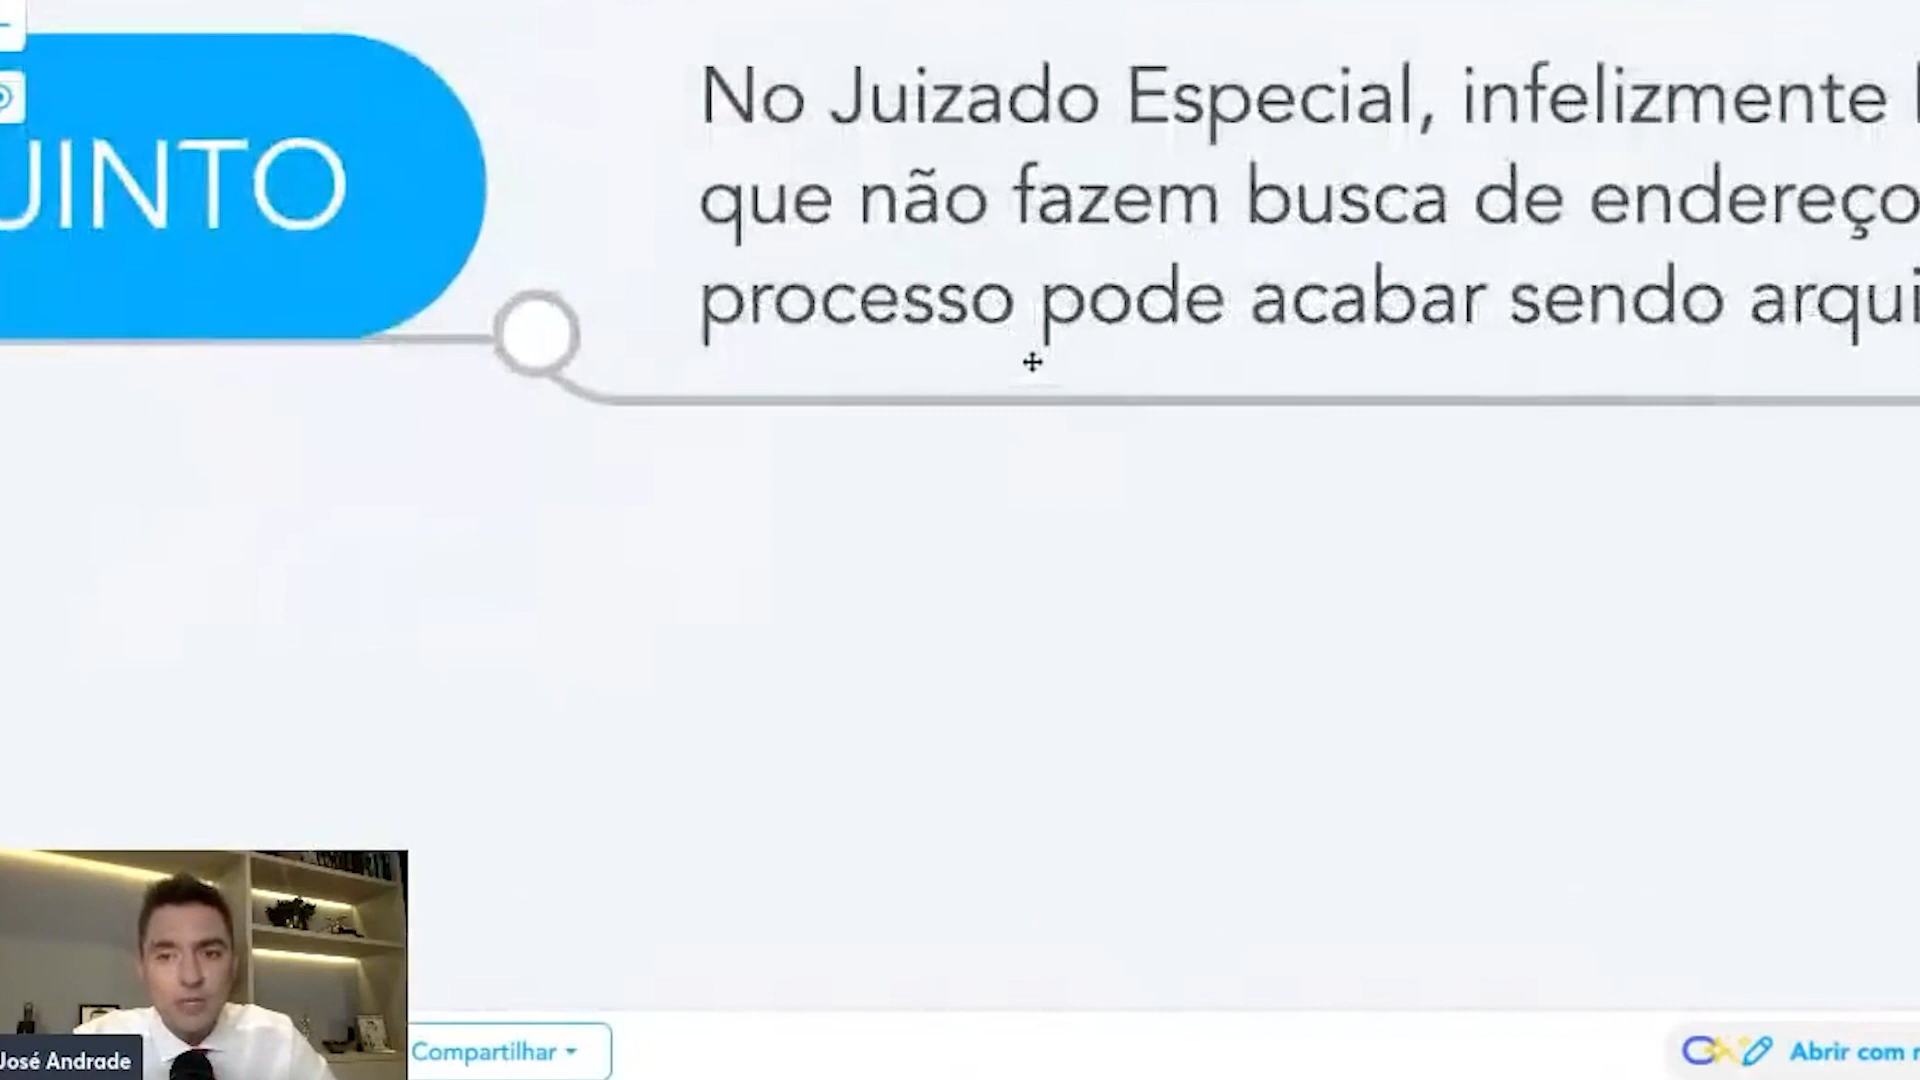 UINTO
No Juizado Especial, infelizmente
que não fazem busca de endereço
processo pode acabar sendo arqui
José Andrade
Compartilhar
Abrir com